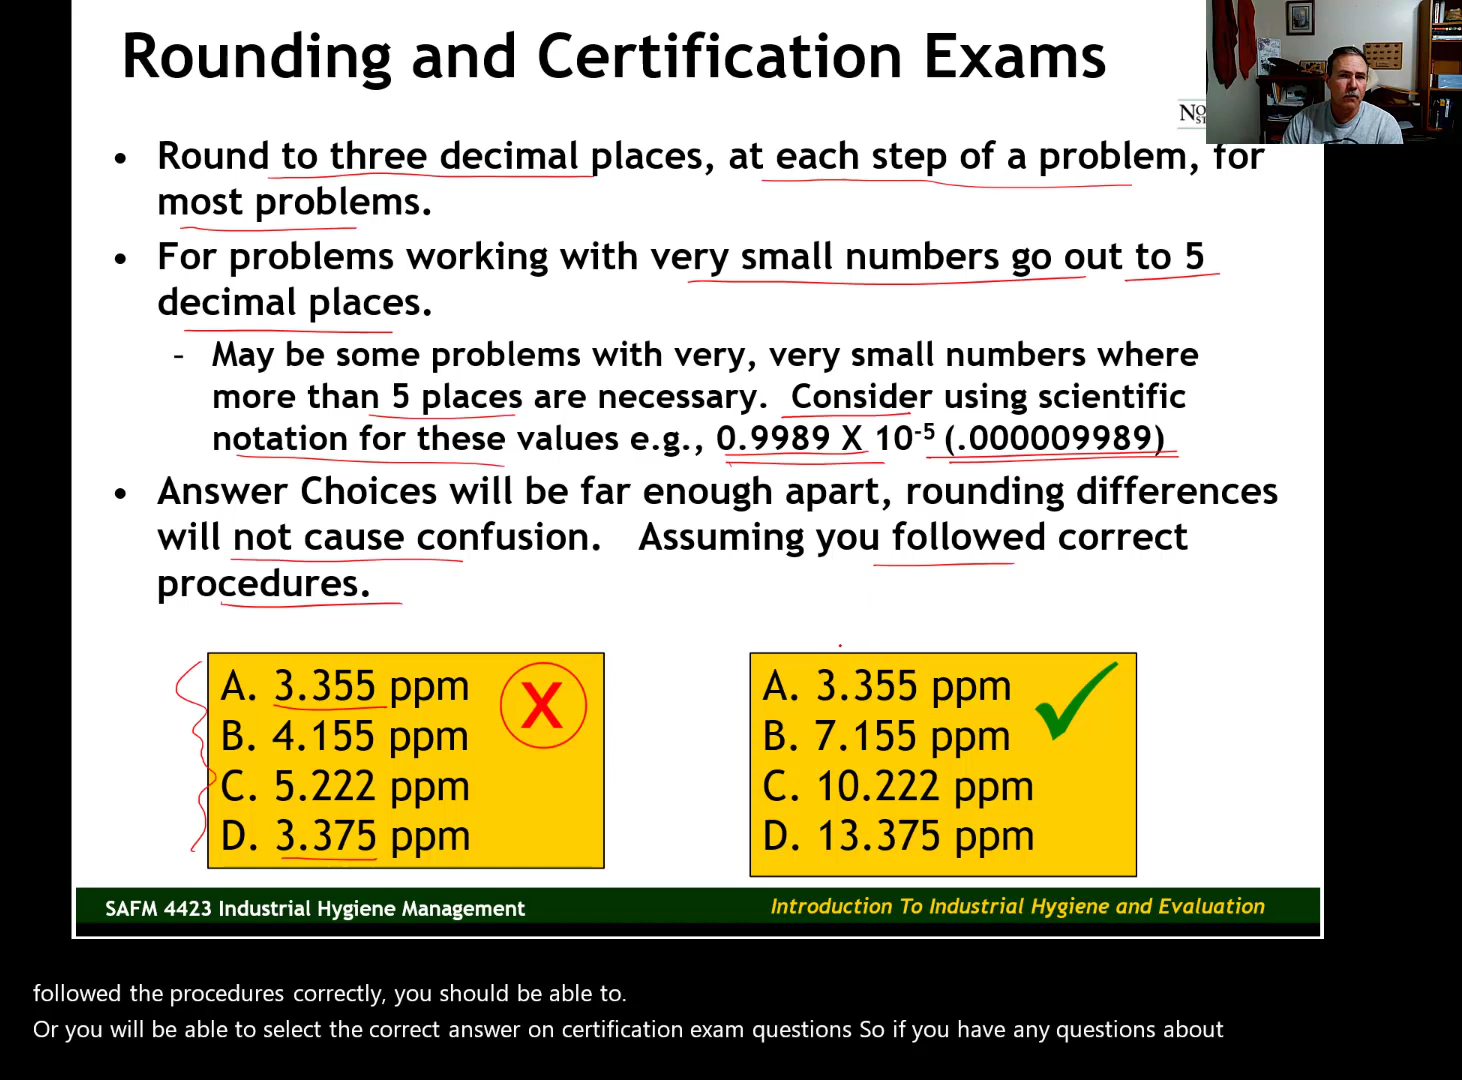 Rounding and Certification Exams
• Round to three decimal places, at each step of a problem, for
most problems.
• For problems working with very small numbers go out to 5
decimal places.
- May be some problems with very, very small numbers where
more than 5 places are necessary. Consider using scientific
notation for these values e.g., 0.9989 X 10⁻⁵ (.000009989)
• Answer Choices will be far enough apart, rounding differences
will not cause confusion. Assuming you followed correct
procedures.
A. 3.355 ppm
B. 4.155 ppm
C. 5.222 ppm
D. 3.375 ppm
X
A. 3.355 ppm
B. 7.155 ppm
C. 10.222 ppm
D. 13.375 ppm
SAFM 4423 Industrial Hygiene Management
Introduction To Industrial Hygiene and Evaluation
followed the procedures correctly, you should be able to.
Or you will be able to select the correct answer on certification exam questions So if you have any questions about